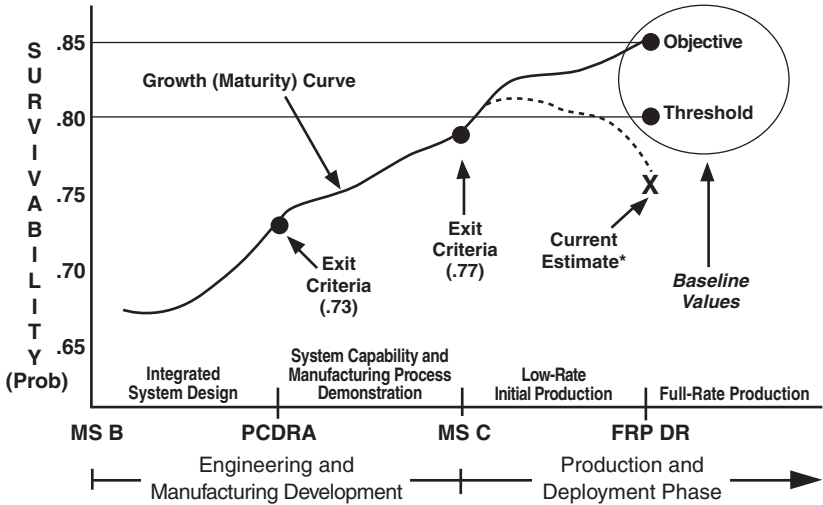 SURVIVABILITY
(Prob)
.85
.80
.75
.70
.65
Growth (Maturity) Curve
Objective
Threshold
Exit
Criteria
(.73)
Exit
Criteria
(.77)
X
Current
Estimate*
Baseline
Values
Integrated
System Design
System Capability and
Manufacturing Process
Demonstration
Low-Rate
Initial Production
Full-Rate Production
MS B
PCDRA
MS C
FRP DR
Engineering and
Manufacturing Development
Production and
Deployment Phase